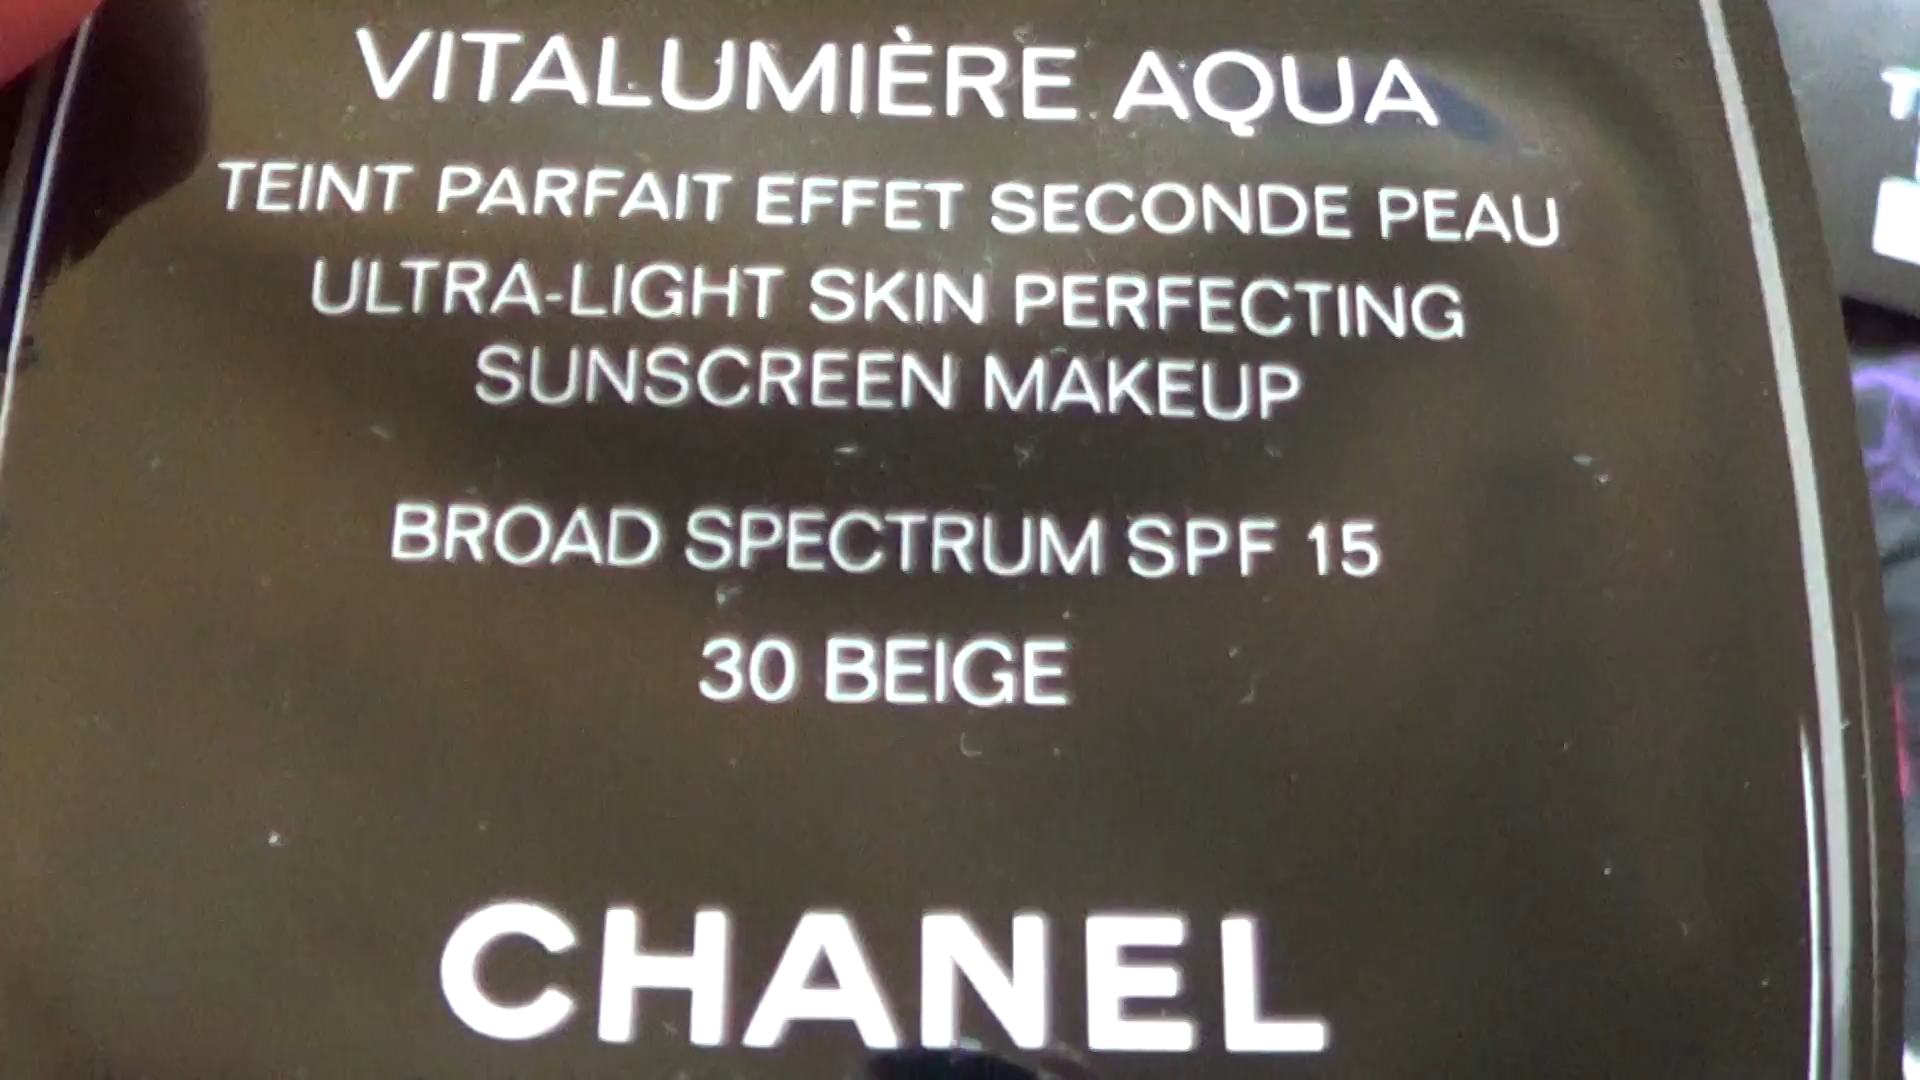 VITALUMIÈRE AQUA
TEINT PARFAIT EFFET SECONDE PEAU
ULTRA-LIGHT SKIN PERFECTING
SUNSCREEN MAKEUP
BROAD SPECTRUM SPF 15
30 BEIGE
CHANEL